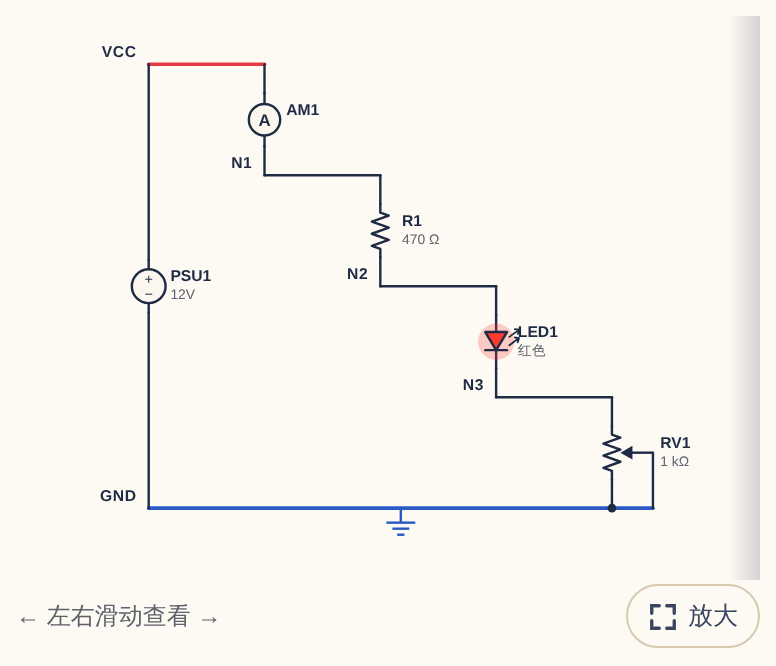 VCC
A
AM1
N1
R1
470 Ω
N2
+
−
PSU1
12V
LED1
红色
N3
RV1
1 kΩ
GND
← 左右滑动查看 →
放大